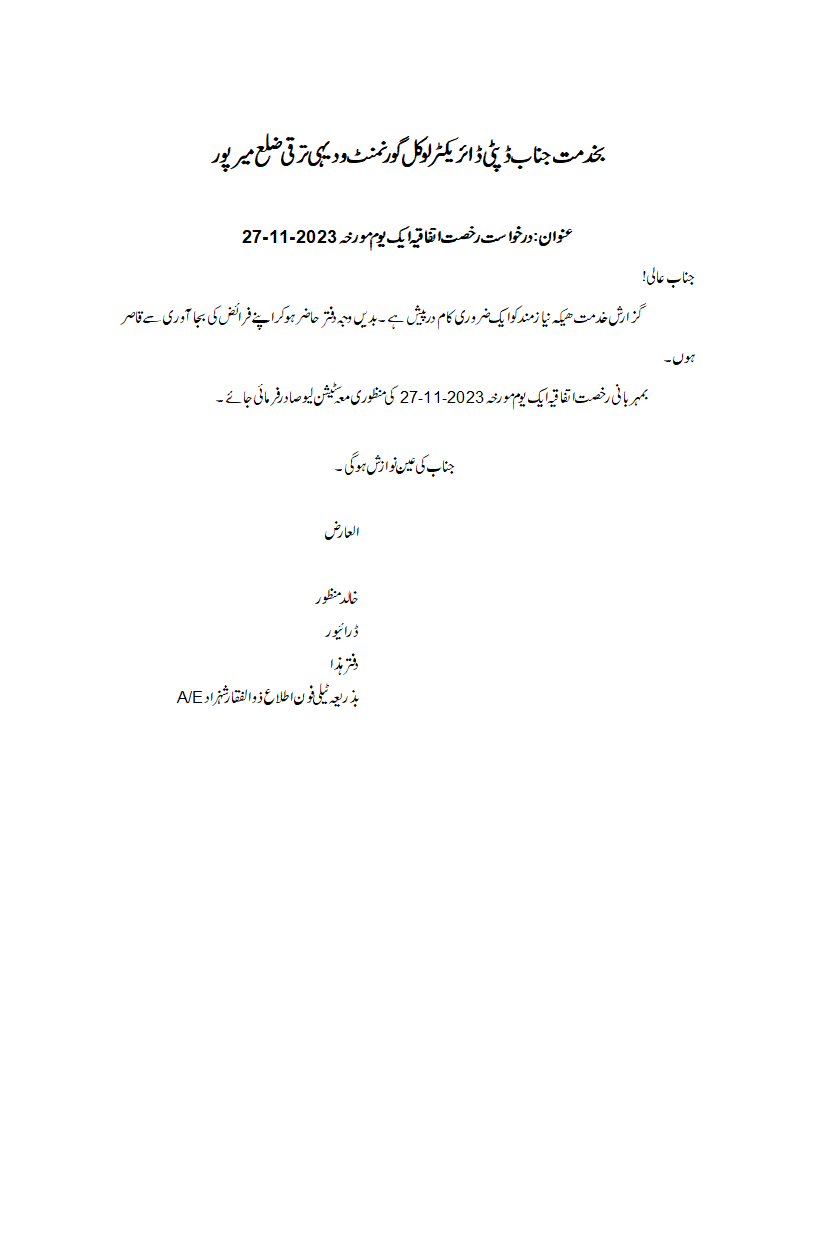 بخدمت جناب ڈپٹی ڈائریکٹر لوکل گورنمنٹ و دیہی ترقی ضلع میرپور
عنوان: درخواست رخصت اتفاقیہ ایک یوم مورخہ 27-11-2023
جناب عالی!
گزارش خدمت ھیکہ نیازمند کو ایک ضروری کام درپیش ہے۔ بدیں وجہ دفتر حاضر ہو کر اپنے فرائض کی بجا آوری سے قاصر
ہوں۔
بمہربانی رخصت اتفاقیہ ایک یوم مورخہ 27-11-2023 کی منظوری معہ سٹیشن لیو صادر فرمائی جائے۔
جناب کی عین نوازش ہوگی۔
العارض
خالد منظور
ڈرائیور
دفتر ہذا
بذریعہ ٹیلی فون اطلاع ذوالفقار شہزاد A/E